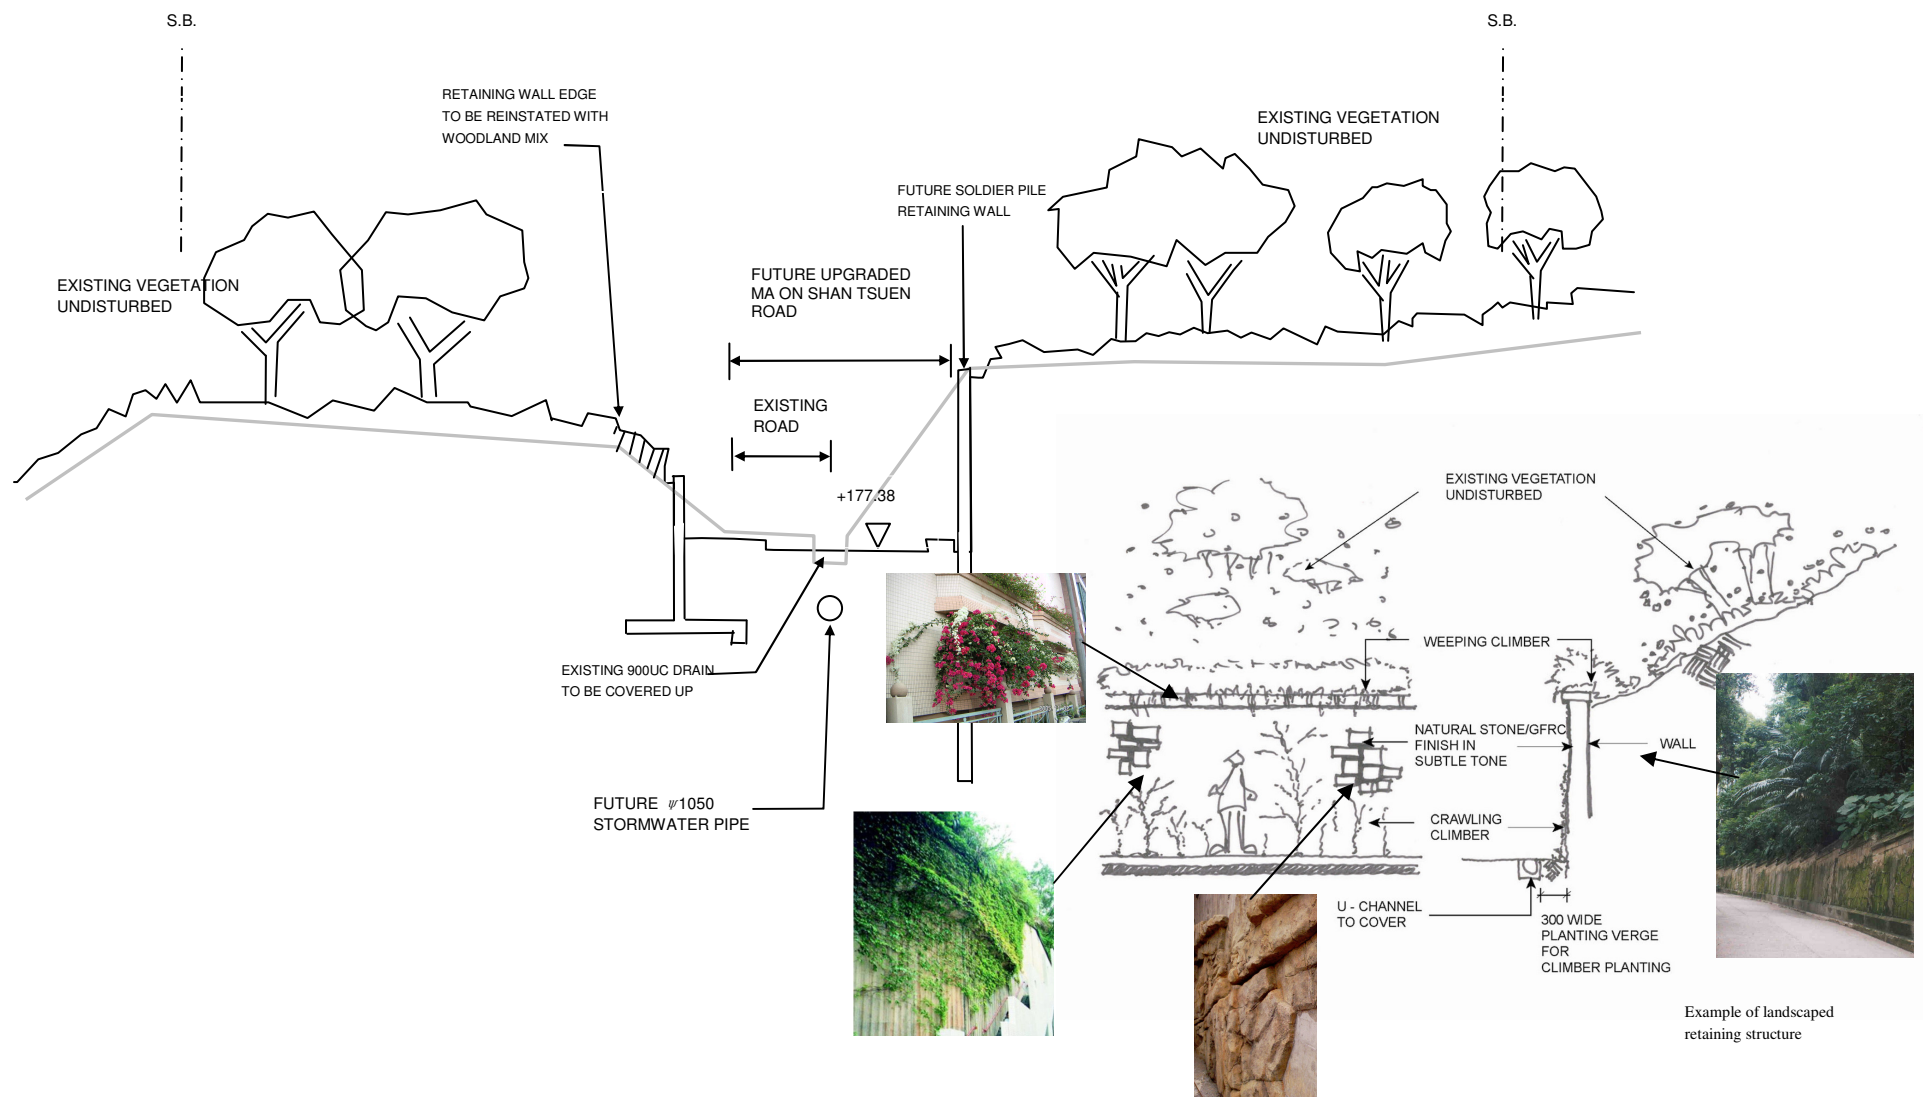 S.B.
S.B.
RETAINING WALL EDGE
TO BE REINSTATED WITH
WOODLAND MIX
EXISTING VEGETATION
UNDISTURBED
FUTURE SOLDIER PILE
RETAINING WALL
EXISTING VEGETATION
UNDISTURBED
FUTURE UPGRADED
MA ON SHAN TSUEN
ROAD
EXISTING
ROAD
+177.38
EXISTING VEGETATION
UNDISTURBED
WEEPING CLIMBER
EXISTING 900UC DRAIN
TO BE COVERED UP
NATURAL STONE/GFRC
FINISH IN
SUBTLE TONE
WALL
FUTURE ψ1050
STORMWATER PIPE
CRAWLING
CLIMBER
U - CHANNEL
TO COVER
300 WIDE
PLANTING VERGE
FOR
CLIMBER PLANTING
Example of landscaped
retaining structure